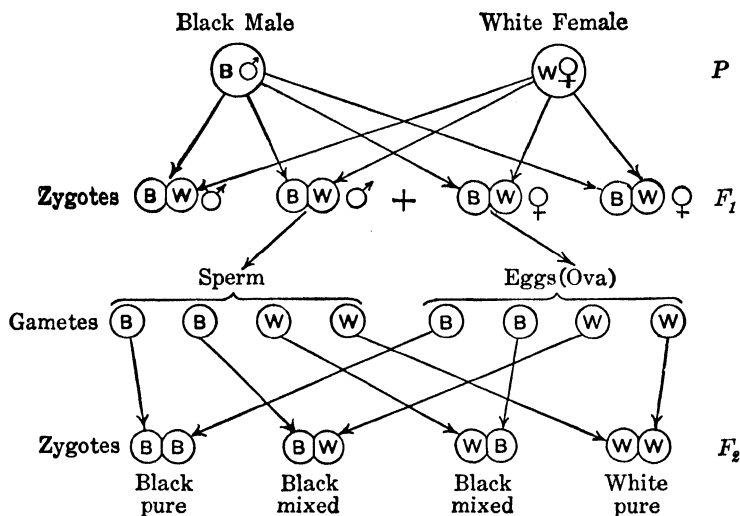 Black Male White Female
B ♂ W ♀ P
Zygotes B W ♂ B W ♂ + B W ♀ B W ♀ F₁
Sperm Eggs (Ova)
Gametes B B W W B B W W
Zygotes B B B W W B W W F₂
Black Black Black White
pure mixed mixed pure